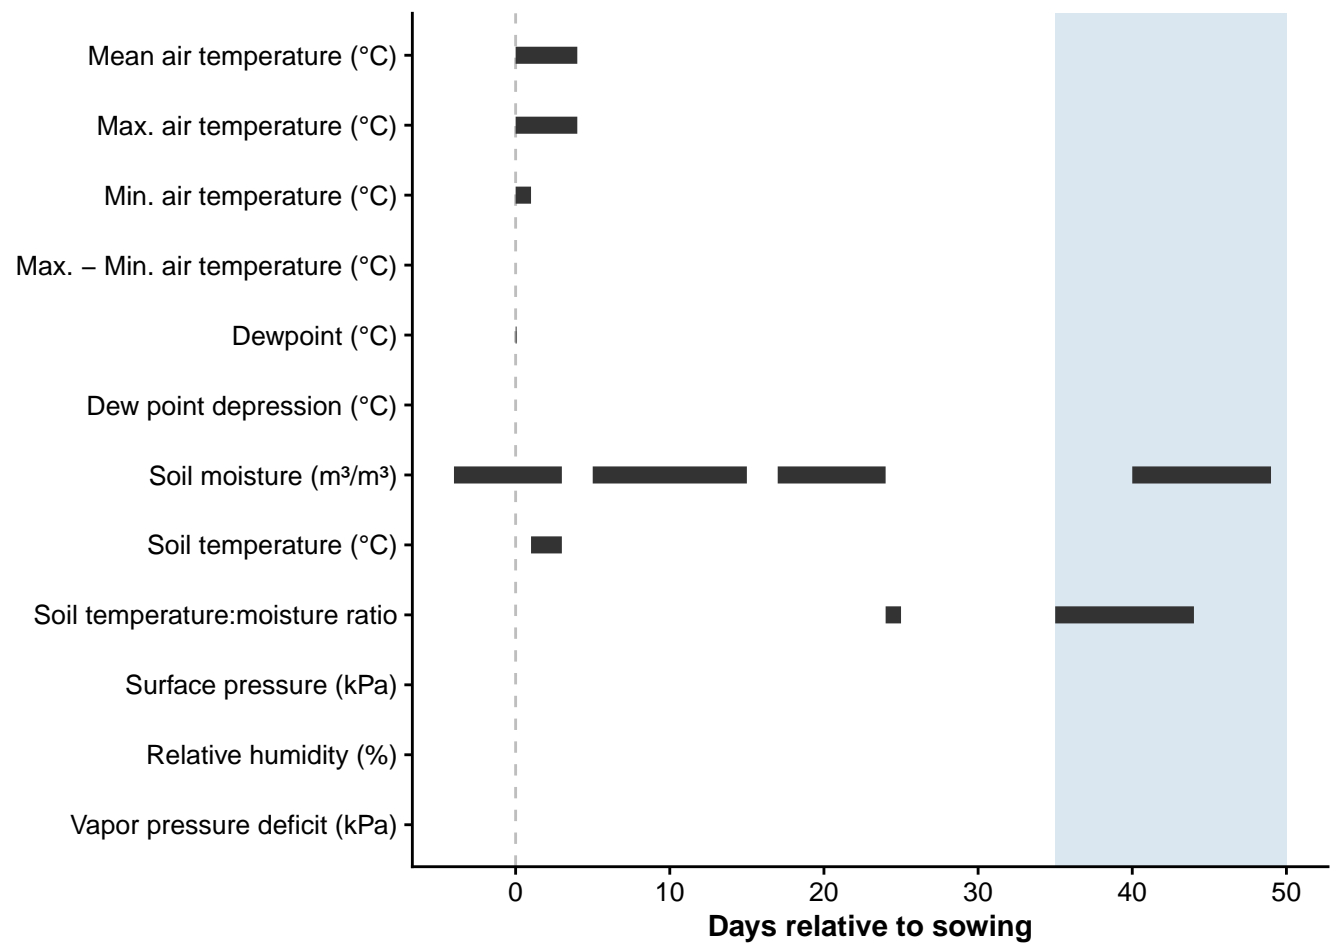 Mean air temperature (°C)
Max. air temperature (°C)
Min. air temperature (°C)
Max. − Min. air temperature (°C)
Dewpoint (°C)
Dew point depression (°C)
Soil moisture (m³/m³)
Soil temperature (°C)
Soil temperature:moisture ratio
Surface pressure (kPa)
Relative humidity (%)
Vapor pressure deficit (kPa)
0 10 20 30 40 50
Days relative to sowing